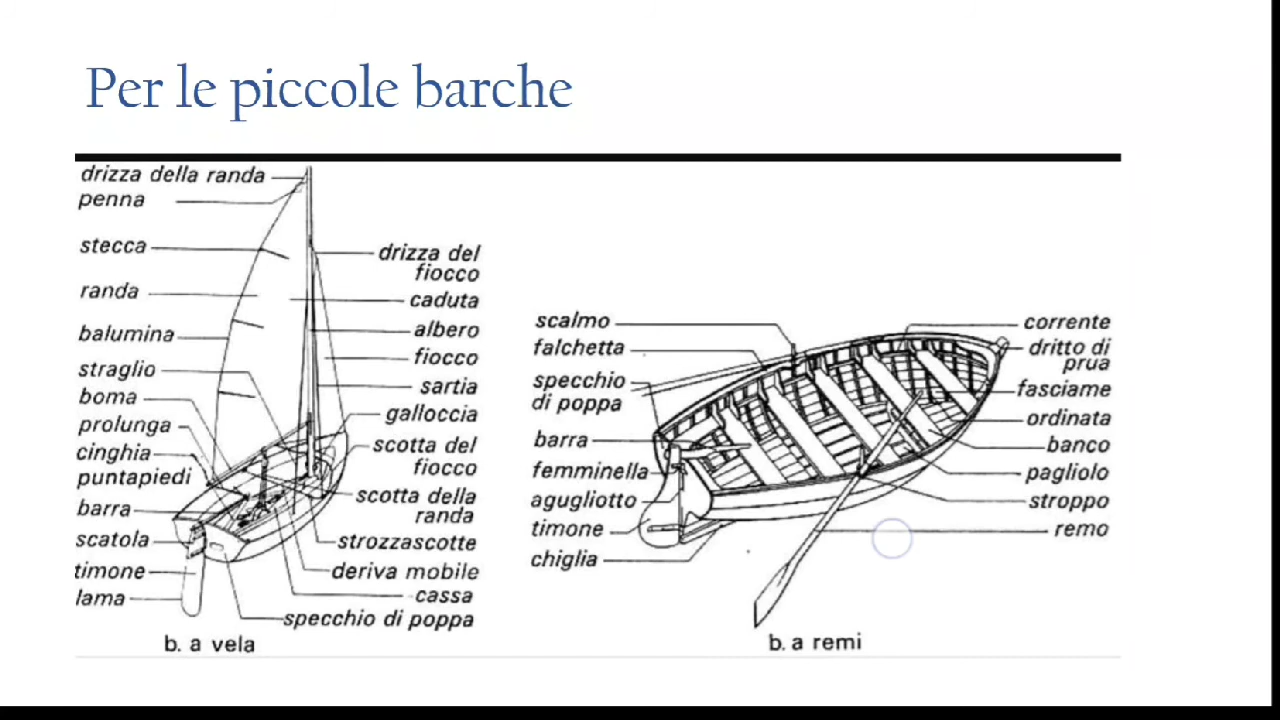 Per le piccole barche
drizza della randa
penna
stecca
randa
balumina
straglio
boma
prolunga
cinghia
puntapiedi
barra
scatola
timone
lama
drizza del
fiocco
caduta
albero
fiocco
sartia
galloccia
scotta del
fiocco
scotta della
randa
strozzascotte
deriva mobile
cassa
specchio di poppa
b. a vela
scalmo
falchetta
specchio
di poppa
barra
femminella
agugliotto
timone
chiglia
corrente
dritto di
prua
fasciame
ordinata
banco
pagliolo
stroppo
remo
b. a remi